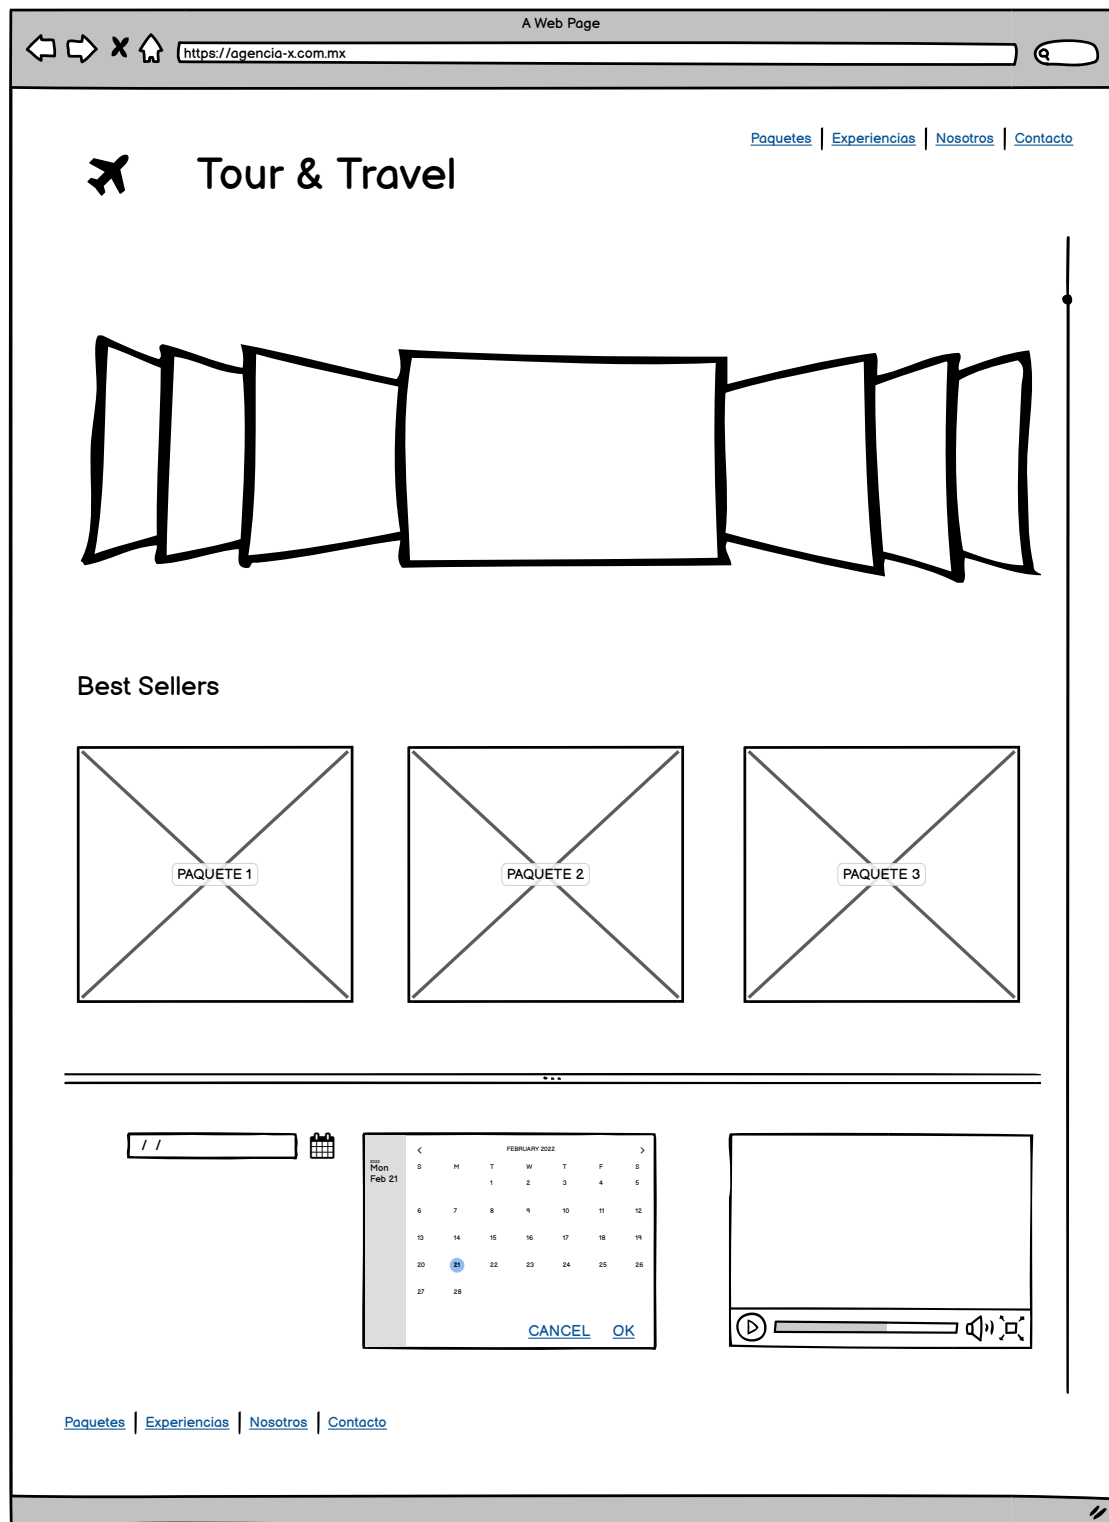 A Web Page
https://agencia-x.com.mx
Paquetes Experiencias Nosotros Contacto
Tour & Travel
Best Sellers
PAQUETE 1
PAQUETE 2
PAQUETE 3
/ /
2022
Mon
Feb 21
FEBRUARY 2022
S M T W T F S
1 2 3 4 5
6 7 8 9 10 11 12
13 14 15 16 17 18 19
20 21 22 23 24 25 26
27 28
CANCEL OK
Paquetes Experiencias Nosotros Contacto